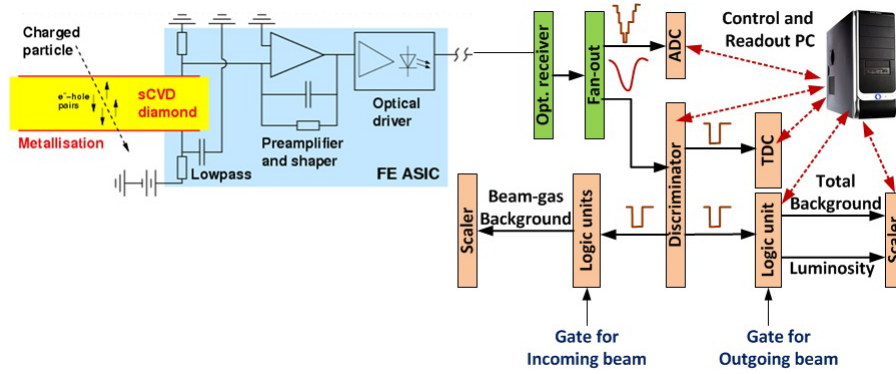 Charged
particle
e⁻-hole
pairs
sCVD
diamond
Metallisation
Lowpass
Preamplifier
and shaper
Optical
driver
FE ASIC
Opt. receiver
Fan-out
ADC
Control and
Readout PC
Discriminator
TDC
Scaler
Beam-gas
Background
Logic units
Logic unit
Total
Background
Luminosity
Scaler
Gate for
Incoming beam
Gate for
Outgoing beam